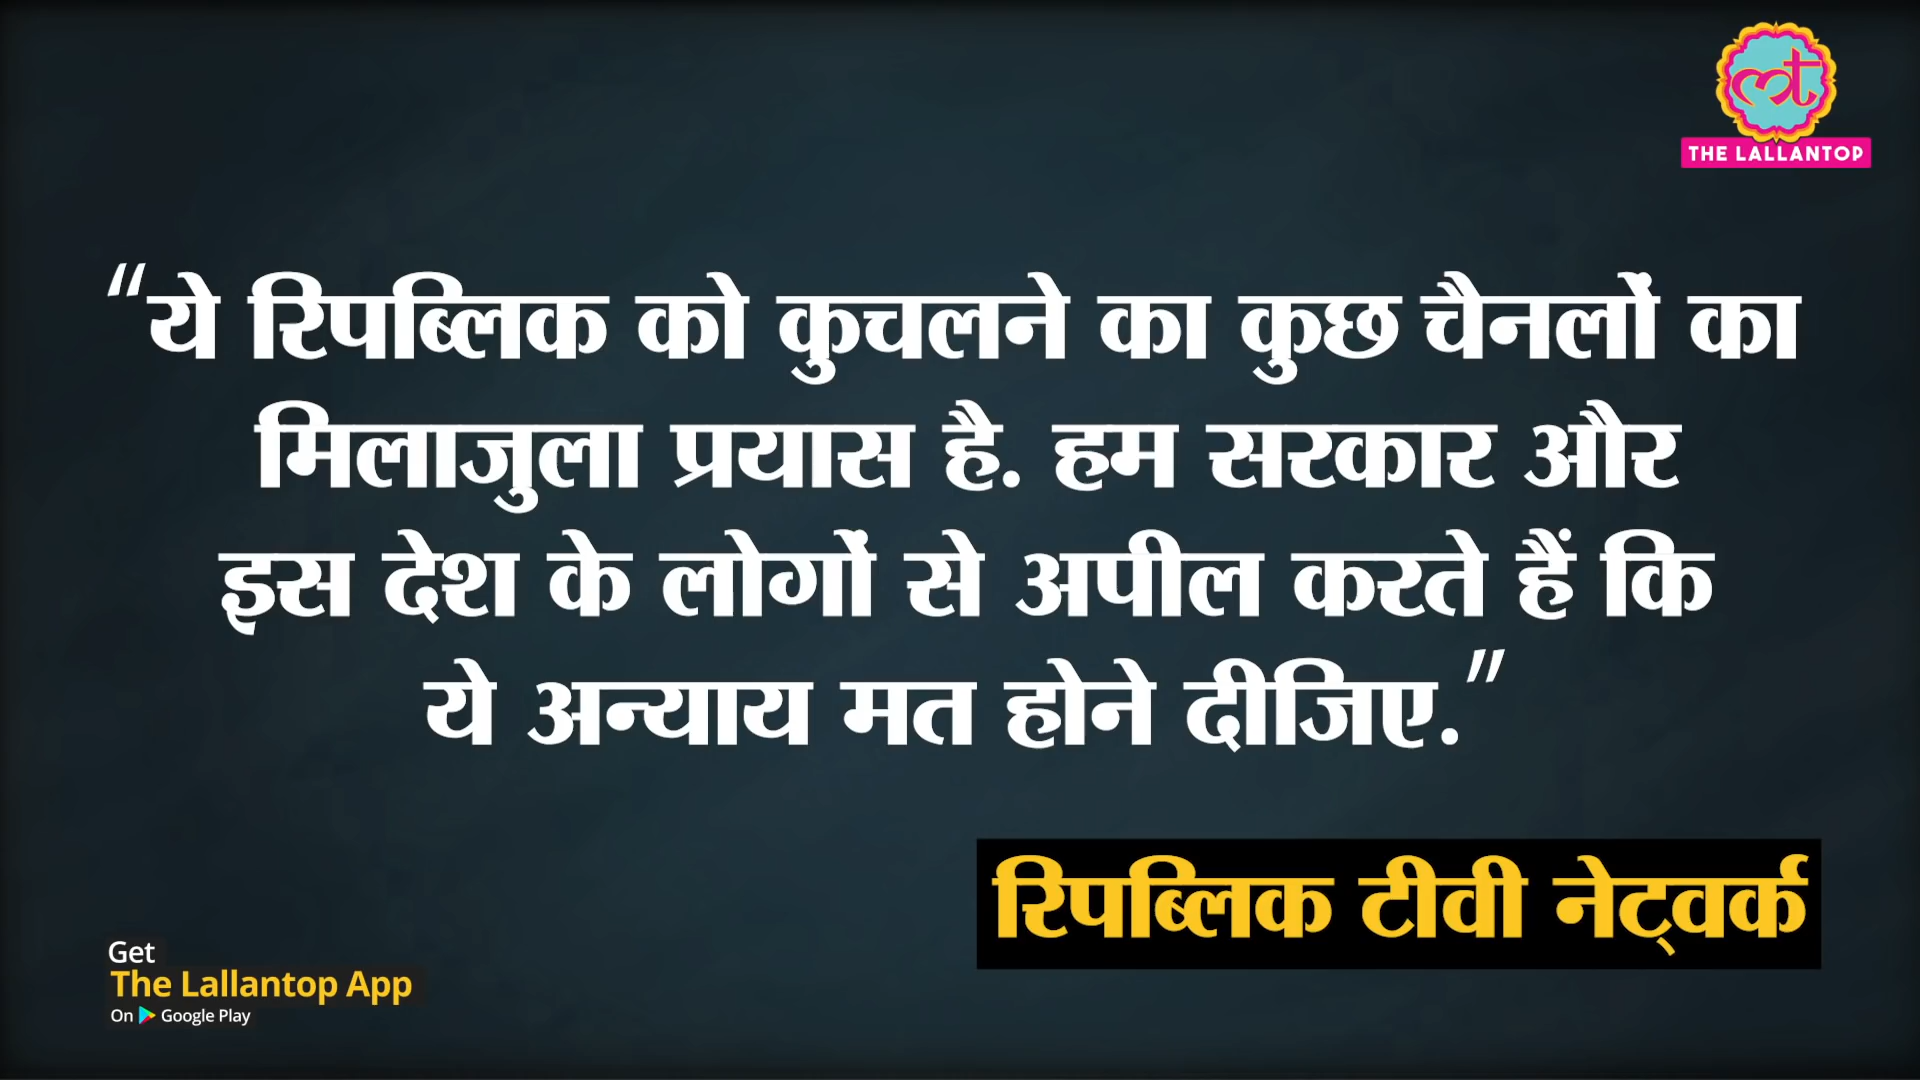 THE LALLANTOP
“ये रिपब्लिक को कुचलने का कुछ चैनलों का
मिलाजुला प्रयास है. हम सरकार और
इस देश के लोगों से अपील करते हैं कि
ये अन्याय मत होने दीजिए.”
रिपब्लिक टीवी नेट्वर्क
Get
The Lallantop App
On Google Play